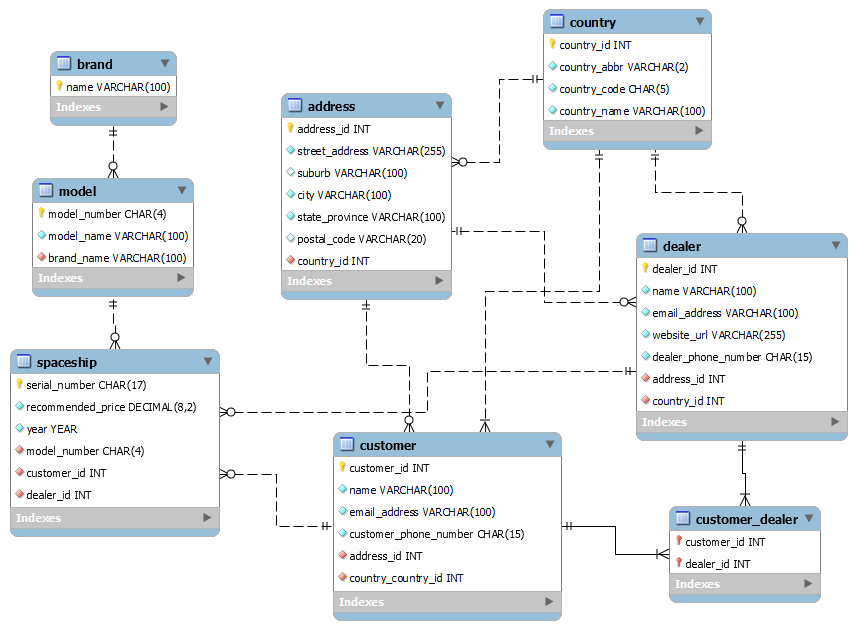 brand
name VARCHAR(100)
Indexes
model
model_number CHAR(4)
model_name VARCHAR(100)
brand_name VARCHAR(100)
Indexes
spaceship
serial_number CHAR(17)
recommended_price DECIMAL(8,2)
year YEAR
model_number CHAR(4)
customer_id INT
dealer_id INT
Indexes
address
address_id INT
street_address VARCHAR(255)
suburb VARCHAR(100)
city VARCHAR(100)
state_province VARCHAR(100)
postal_code VARCHAR(20)
country_id INT
Indexes
customer
customer_id INT
name VARCHAR(100)
email_address VARCHAR(100)
customer_phone_number CHAR(15)
address_id INT
country_country_id INT
Indexes
country
country_id INT
country_abbr VARCHAR(2)
country_code CHAR(5)
country_name VARCHAR(100)
Indexes
dealer
dealer_id INT
name VARCHAR(100)
email_address VARCHAR(100)
website_url VARCHAR(255)
dealer_phone_number CHAR(15)
address_id INT
country_id INT
Indexes
customer_dealer
customer_id INT
dealer_id INT
Indexes